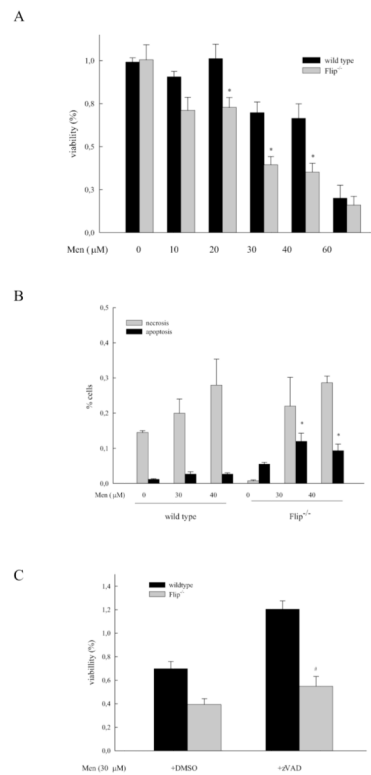 A
wild type
Flip-/-
1,0
0,8
0,5
0,3
0,0
viability (%)
*
*
*
Men (μM) 0 10 20 30 40 60
B
0,5
0,4
0,3
0,2
0,1
0,0
% cells
necrosis
apoptosis
*
*
Men (μM) 0 30 40 0 30 40
wild type Flip-/-
C
wildtype
Flip-/-
1,4
1,2
1,0
0,8
0,6
0,4
0,2
0,0
viability (%)
Men (30 μM) +DMSO +zVAD